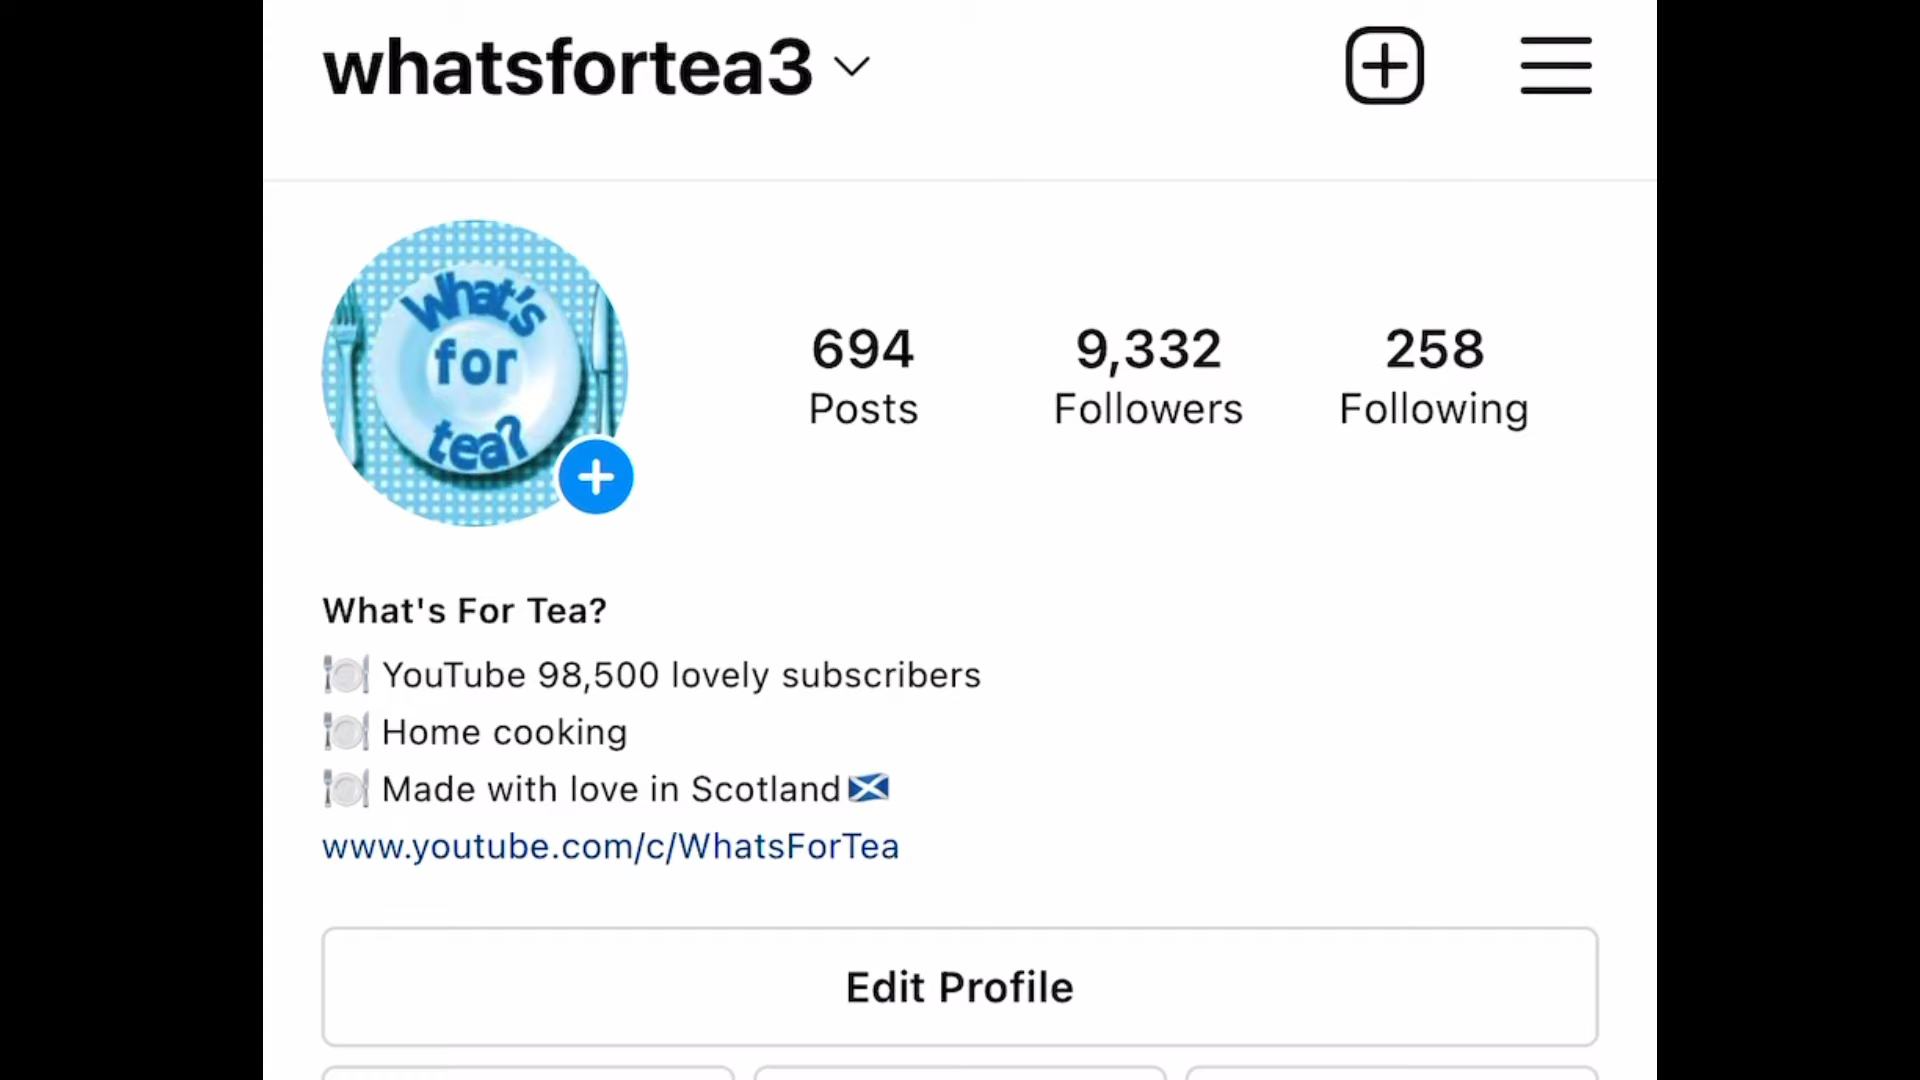 whatsfortea3
What's
for
tea?
694
Posts
9,332
Followers
258
Following
What's For Tea?
🍽️ YouTube 98,500 lovely subscribers
🍽️ Home cooking
🍽️ Made with love in Scotland🏴󠁧󠁢󠁳󠁣󠁴󠁿
www.youtube.com/c/WhatsForTea
Edit Profile